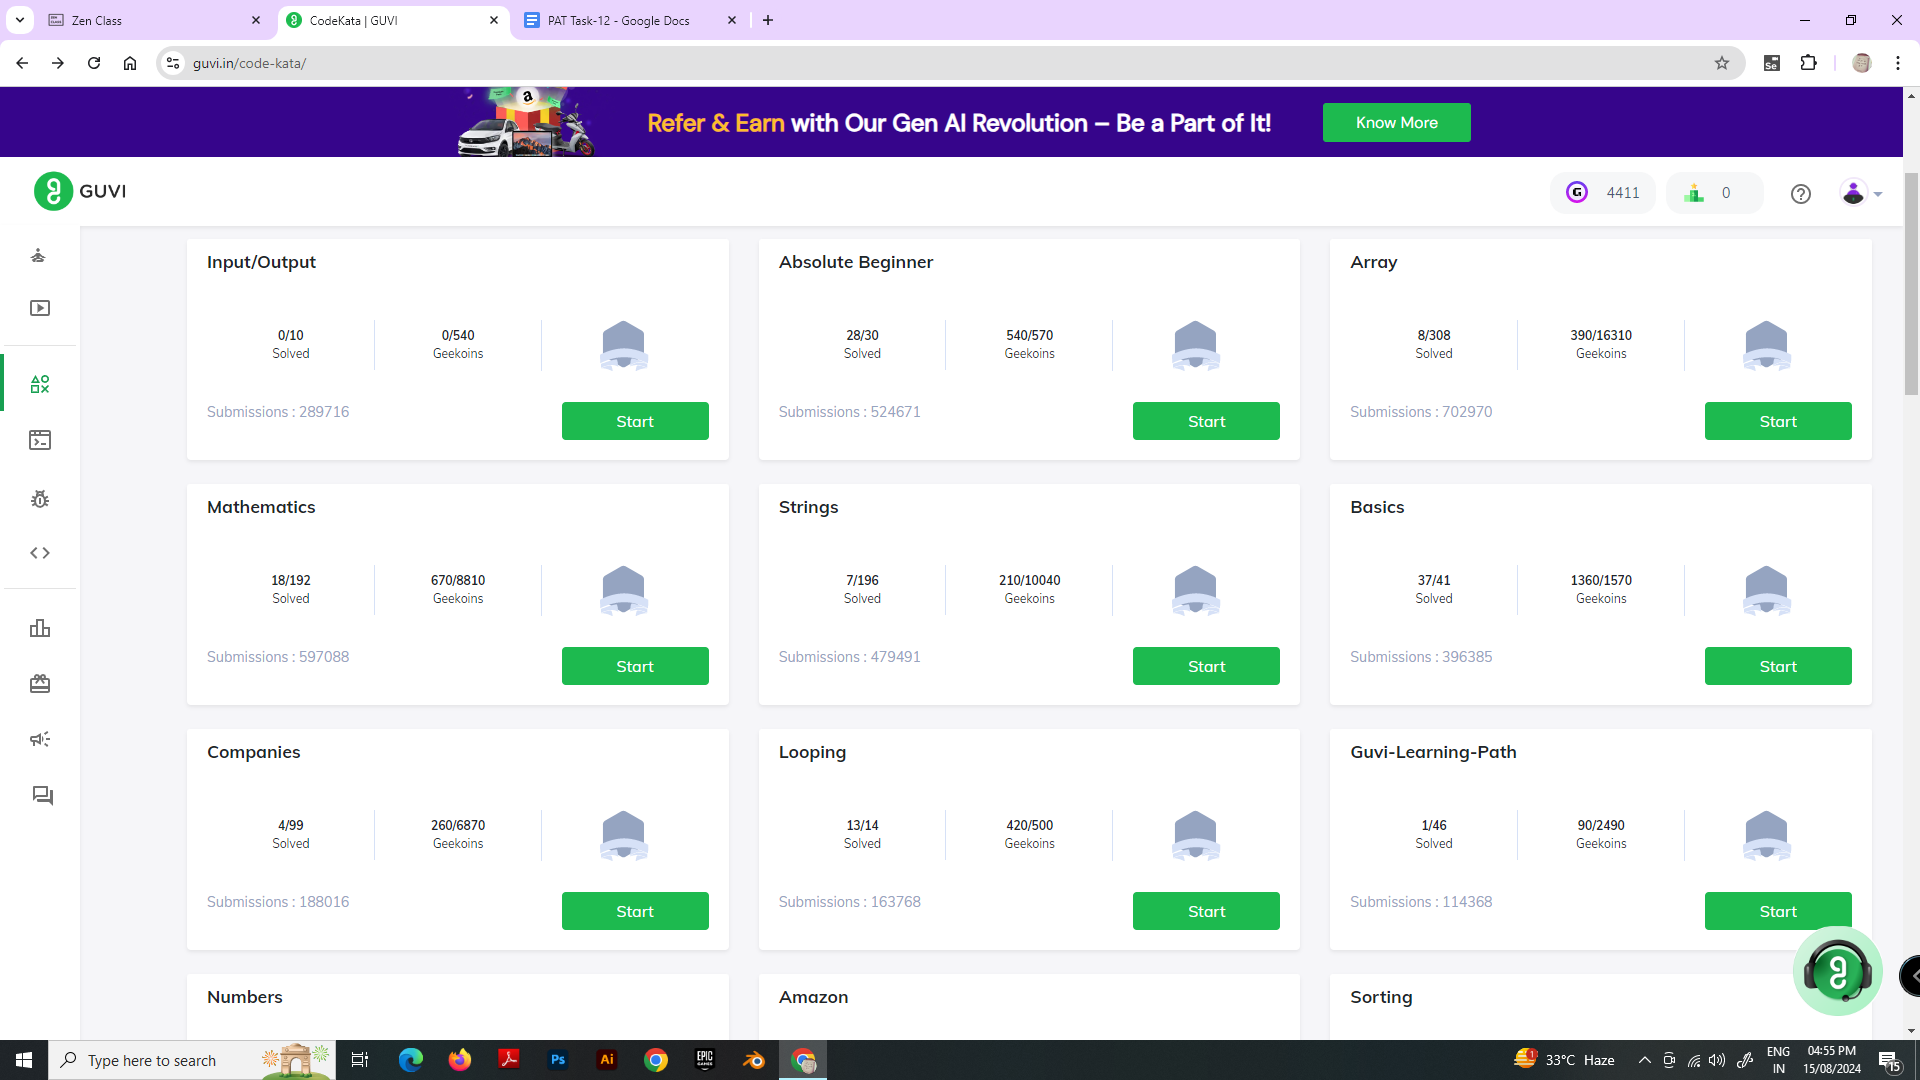 Zen Class
CodeKata | GUVI
PAT Task-12 - Google Docs
guvi.in/code-kata/
Refer & Earn with Our Gen AI Revolution – Be a Part of It!
Know More
GUVI
4411
0
Input/Output
0/10
Solved
0/540
Geekoins
Submissions : 289716
Start
Absolute Beginner
28/30
Solved
540/570
Geekoins
Submissions : 524671
Start
Array
8/308
Solved
390/16310
Geekoins
Submissions : 702970
Start
Mathematics
18/192
Solved
670/8810
Geekoins
Submissions : 597088
Start
Strings
7/196
Solved
210/10040
Geekoins
Submissions : 479491
Start
Basics
37/41
Solved
1360/1570
Geekoins
Submissions : 396385
Start
Companies
4/99
Solved
260/6870
Geekoins
Submissions : 188016
Start
Looping
13/14
Solved
420/500
Geekoins
Submissions : 163768
Start
Guvi-Learning-Path
1/46
Solved
90/2490
Geekoins
Submissions : 114368
Start
Numbers
Amazon
Sorting
Type here to search
Ps
Ai
EPIC
GAMES
1
33°C Haze
ENG
IN
04:55 PM
15/08/2024
15